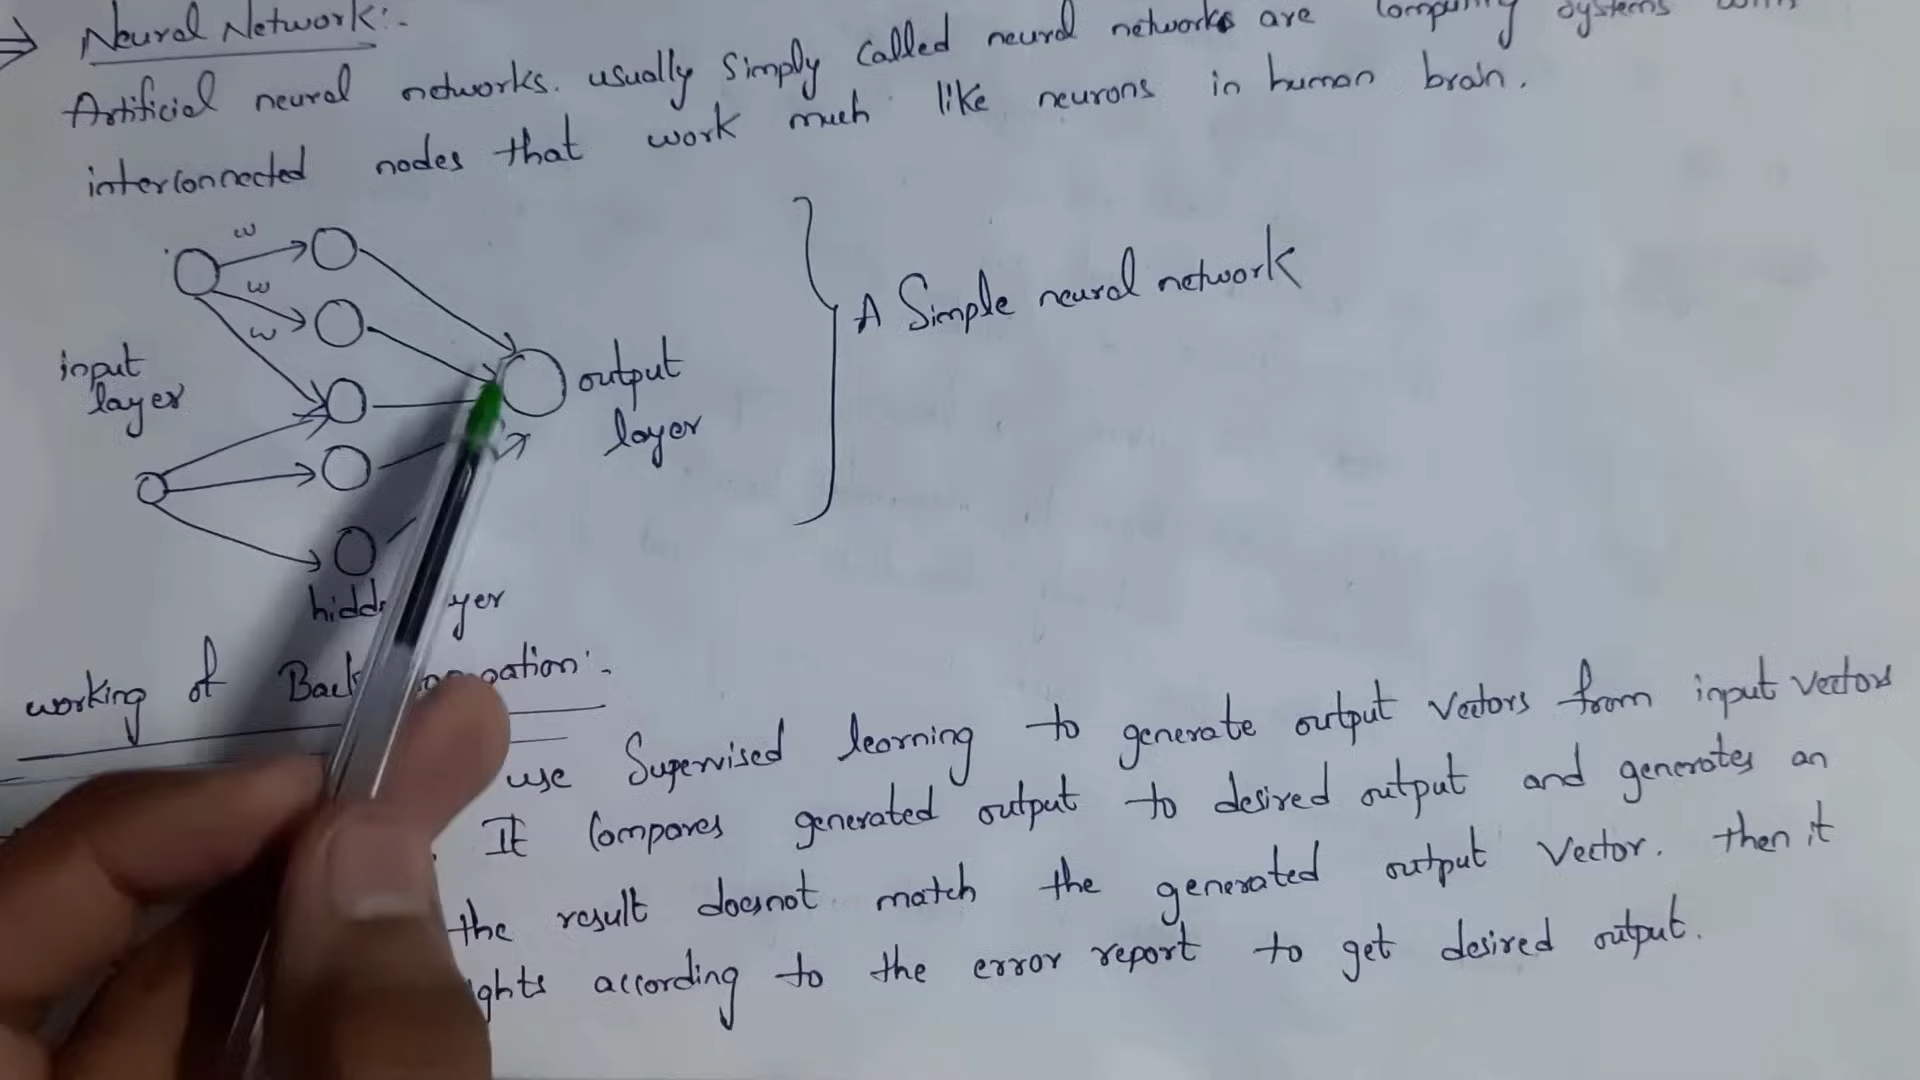 ⇒ Neural Network:-
Artificial neural networks. usually simply called neural networks are computing systems with
interconnected nodes that work much like neurons in human brain.
w
w
w
input
layer
output
layer
A Simple neural network
working of
use Supervised learning to generate output vectors from input vectors
. It compares generated output to desired output and generates an
the result doesnot match the generated output vector. then it
according to the error report to get desired output.